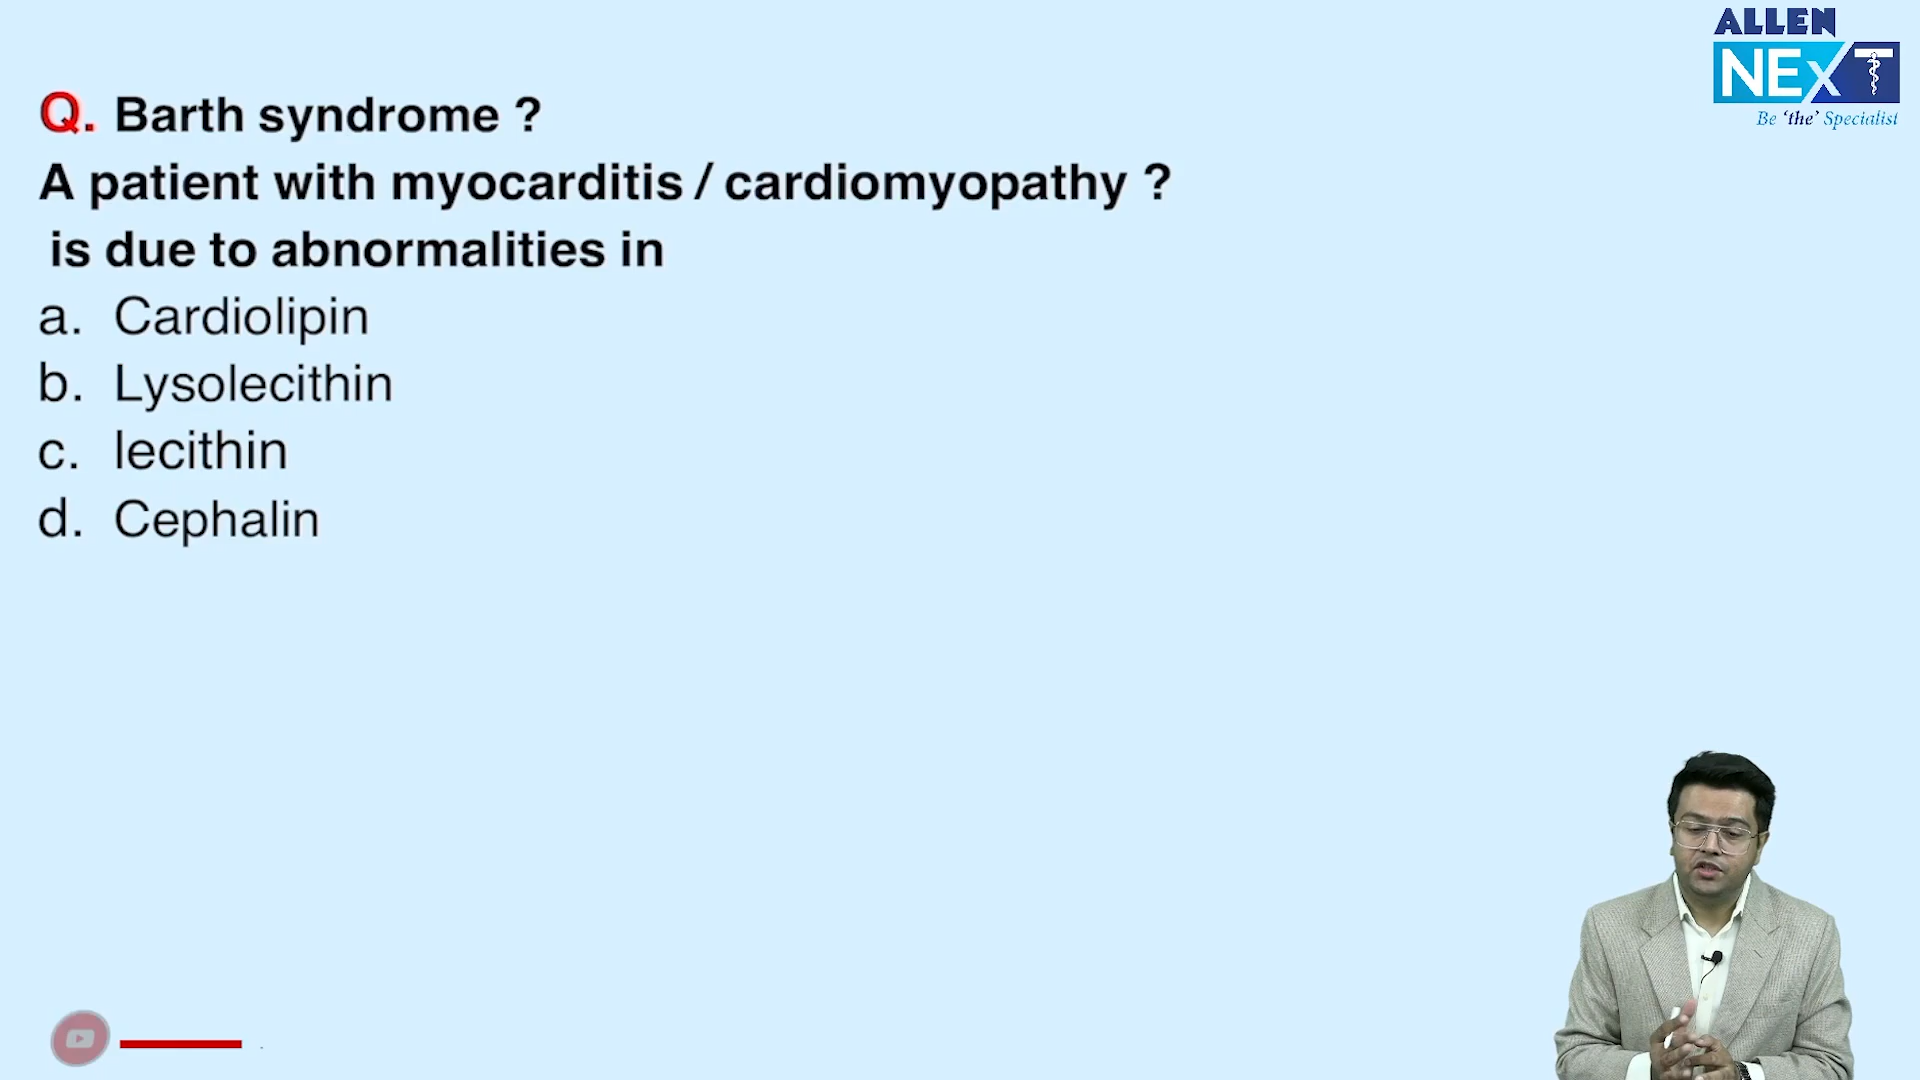 ALLEN
NEXT
Be 'the' Specialist
Q. Barth syndrome ?
A patient with myocarditis / cardiomyopathy ?
is due to abnormalities in
a. Cardiolipin
b. Lysolecithin
c. lecithin
d. Cephalin